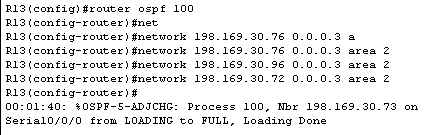 R13(config)#router ospf 100
R13(config-router)#net
R13(config-router)#network 198.169.30.76 0.0.0.3 a
R13(config-router)#network 198.169.30.76 0.0.0.3 area 2
R13(config-router)#network 198.169.30.96 0.0.0.3 area 2
R13(config-router)#network 198.169.30.72 0.0.0.3 area 2
R13(config-router)#
00:01:40: %OSPF-5-ADJCHG: Process 100, Nbr 198.169.30.73 on
Serial0/0/0 from LOADING to FULL, Loading Done